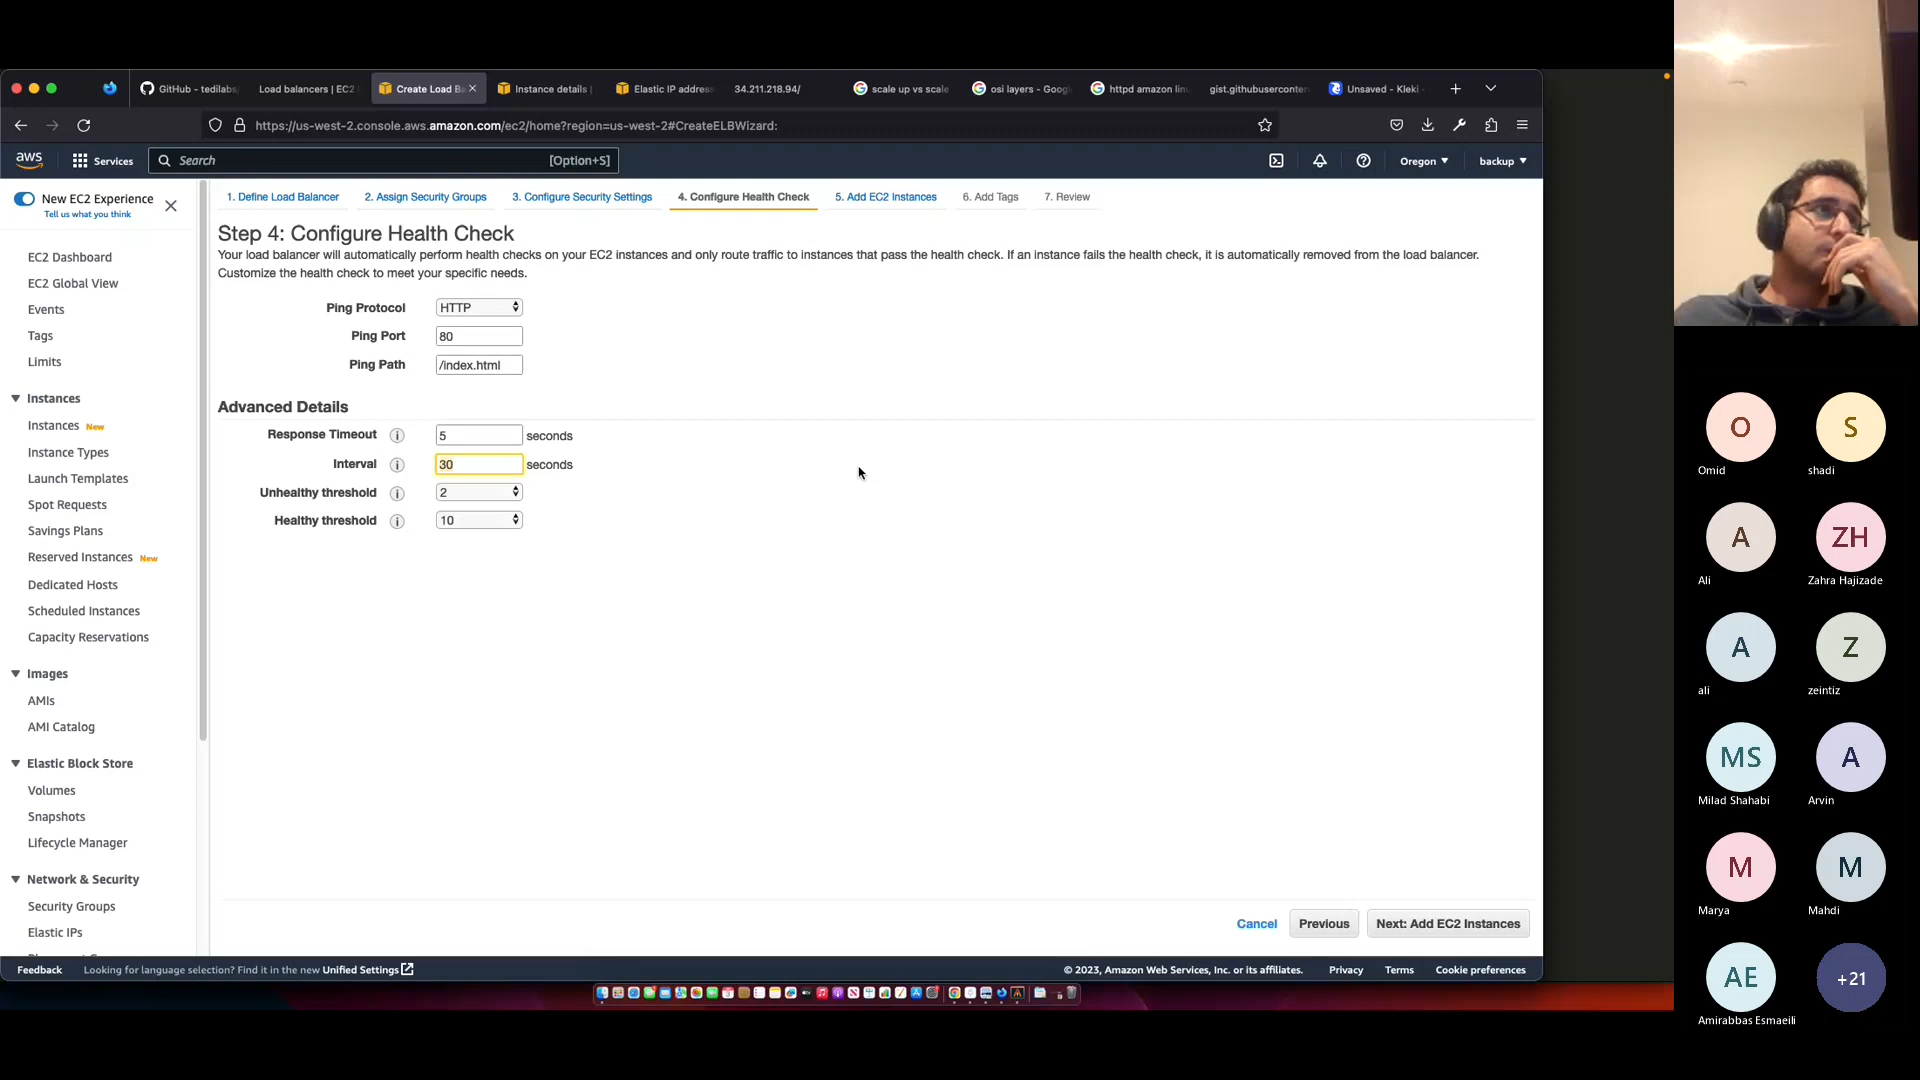 GitHub - tedilabs
Load balancers | EC2
Create Load Ba
Instance details |
Elastic IP address
34.211.218.94/
scale up vs scale
osi layers - Goog
httpd amazon lin
gist.githubuserconten
Unsaved - Kleki -
https://us-west-2.console.aws.amazon.com/ec2/home?region=us-west-2#CreateELBWizard:
aws
Services
Search
[Option+S]
Oregon
backup
New EC2 Experience
Tell us what you think
EC2 Dashboard
EC2 Global View
Events
Tags
Limits
Instances
Instances New
Instance Types
Launch Templates
Spot Requests
Savings Plans
Reserved Instances New
Dedicated Hosts
Scheduled Instances
Capacity Reservations
Images
AMIs
AMI Catalog
Elastic Block Store
Volumes
Snapshots
Lifecycle Manager
Network & Security
Security Groups
Elastic IPs
1. Define Load Balancer
2. Assign Security Groups
3. Configure Security Settings
4. Configure Health Check
5. Add EC2 Instances
6. Add Tags
7. Review
Step 4: Configure Health Check
Your load balancer will automatically perform health checks on your EC2 instances and only route traffic to instances that pass the health check. If an instance fails the health check, it is automatically removed from the load balancer.
Customize the health check to meet your specific needs.
Ping Protocol HTTP
Ping Port 80
Ping Path /index.html
Advanced Details
Response Timeout i 5 seconds
Interval i 30 seconds
Unhealthy threshold i 2
Healthy threshold i 10
Cancel
Previous
Next: Add EC2 Instances
Feedback
Looking for language selection? Find it in the new Unified Settings
© 2023, Amazon Web Services, Inc. or its affiliates.
Privacy
Terms
Cookie preferences
O
Omid
S
shadi
A
Ali
ZH
Zahra Hajizade
A
ali
Z
zeintiz
MS
Milad Shahabi
A
Arvin
M
Marya
M
Mahdi
AE
Amirabbas Esmaeili
+21